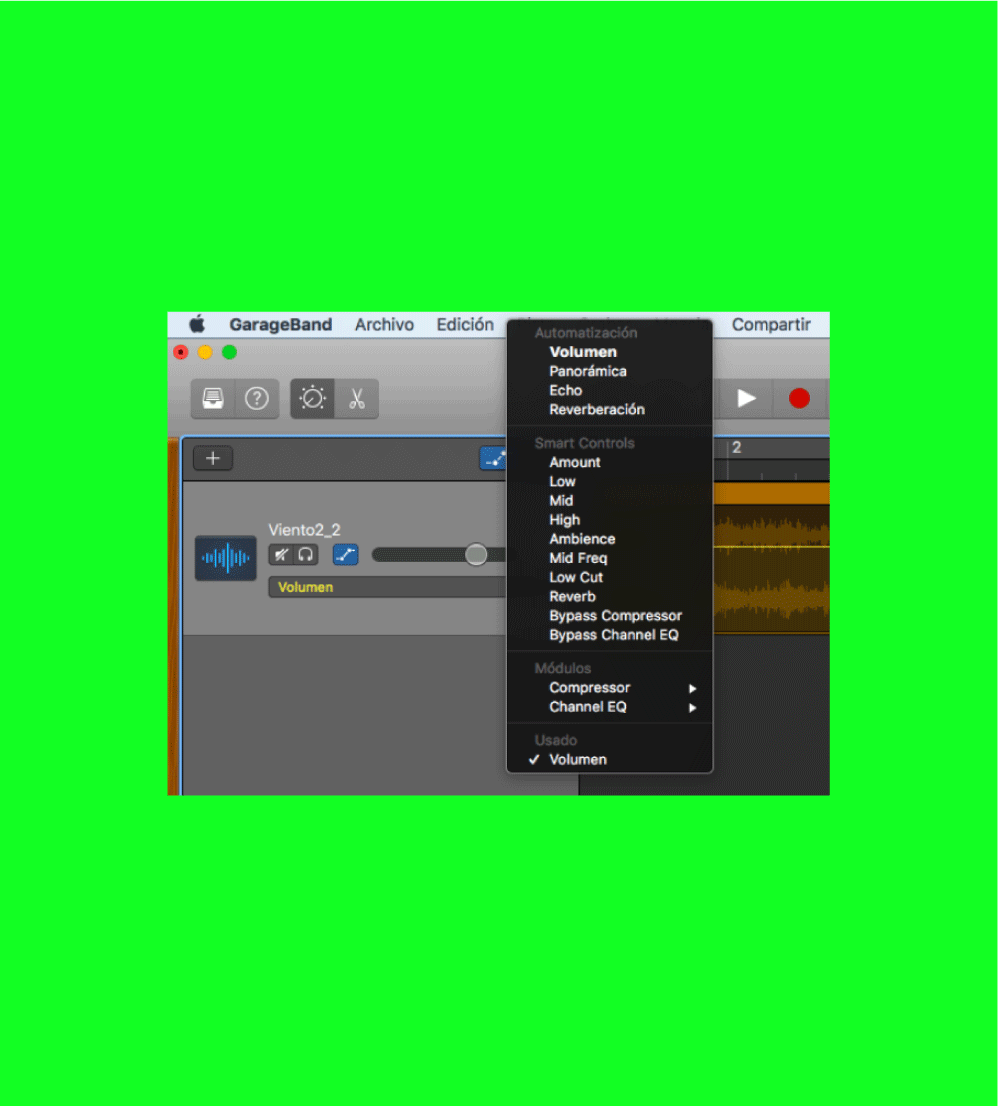 GarageBand Archivo Edición Compartir
Automatización
Volumen
Panorámica
Echo
Reverberación
Smart Controls
Amount
Low
Mid
High
Ambience
Mid Freq
Low Cut
Reverb
Bypass Compressor
Bypass Channel EQ
Módulos
Compressor
Channel EQ
Usado
Volumen
2
Viento2_2
Volumen